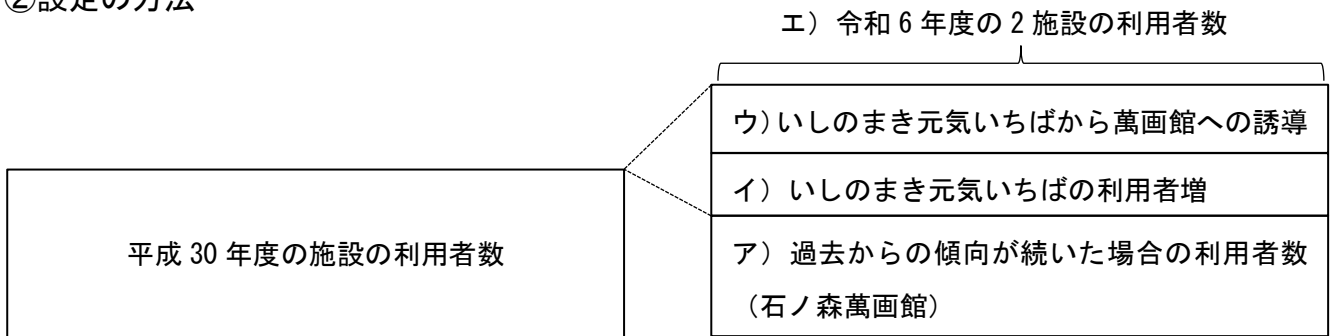 ②設定の方法
エ）令和6年度の2施設の利用者数
ウ）いしのまき元気いちばから萬画館への誘導
イ）いしのまき元気いちばの利用者増
平成30年度の施設の利用者数
ア）過去からの傾向が続いた場合の利用者数
（石ノ森萬画館）